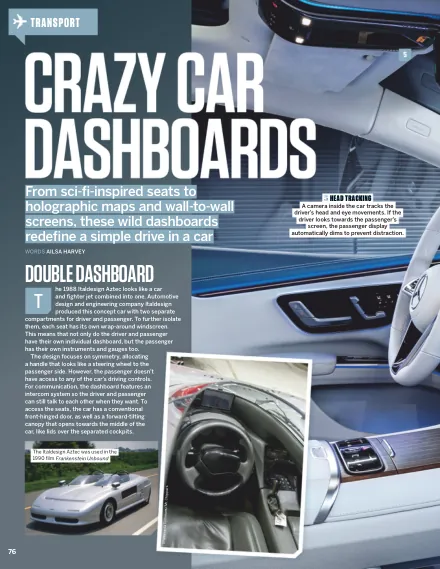 TRANSPORT
CRAZY CAR
DASHBOARDS
From sci-fi-inspired seats to
holographic maps and wall-to-wall
screens, these wild dashboards
redefine a simple drive in a car
WORDS AILSA HARVEY
5
5 HEAD TRACKING
A camera inside the car tracks the
driver's head and eye movements. If the
driver looks towards the passenger's
screen, the passenger display
automatically dims to prevent distraction.
DOUBLE DASHBOARD
The 1988 Italdesign Aztec looks like a car
and fighter jet combined into one. Automotive
design and engineering company Italdesign
produced this concept car with two separate
compartments for driver and passenger. To further isolate
them, each seat has its own wrap-around windscreen.
This means that not only do the driver and passenger
have their own individual dashboard, but the passenger
has their own instruments and gauges too.
The design focuses on symmetry, allocating
a handle that looks like a steering wheel to the
passenger side. However, the passenger doesn't
have access to any of the car's driving controls.
For communication, the dashboard features an
intercom system so the driver and passenger
can still talk to each other when they want. To
access the seats, the car has a conventional
front-hinged door, as well as a forward-tilting
canopy that opens towards the middle of the
car, like lids over the separated cockpits.
The Italdesign Aztec was used in the
1990 film Frankenstein Unbound
76